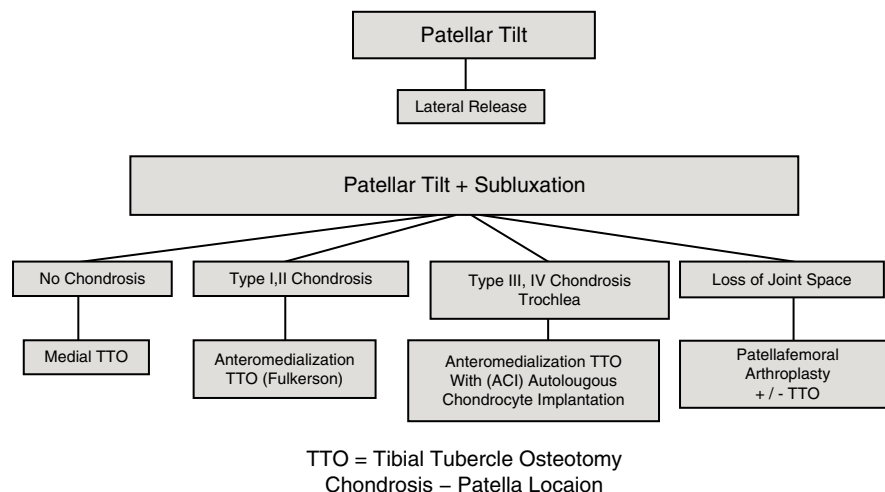 Patellar Tilt
Lateral Release
Patellar Tilt + Subluxation
No Chondrosis
Type I,II Chondrosis
Type III, IV Chondrosis
Trochlea
Loss of Joint Space
Medial TTO
Anteromedialization
TTO (Fulkerson)
Anteromedialization TTO
With (ACI) Autolougous
Chondrocyte Implantation
Patellafemoral
Arthroplasty
+ / - TTO
TTO = Tibial Tubercle Osteotomy
Chondrosis – Patella Locaion